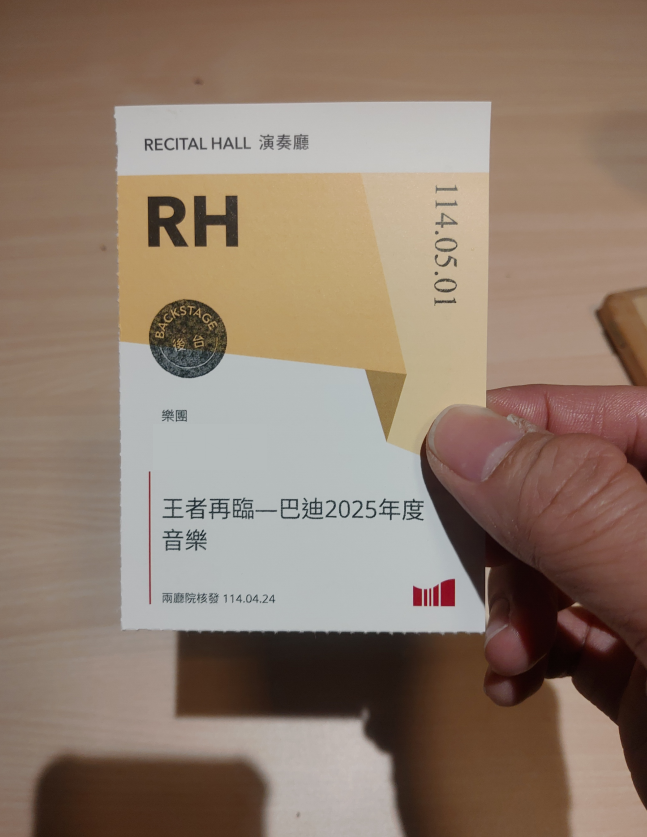 RECITAL HALL 演奏廳
RH
114.05.01
BACKSTAGE
後台
樂團
王者再臨—巴迪2025年度
音樂
兩廳院核發 114.04.24